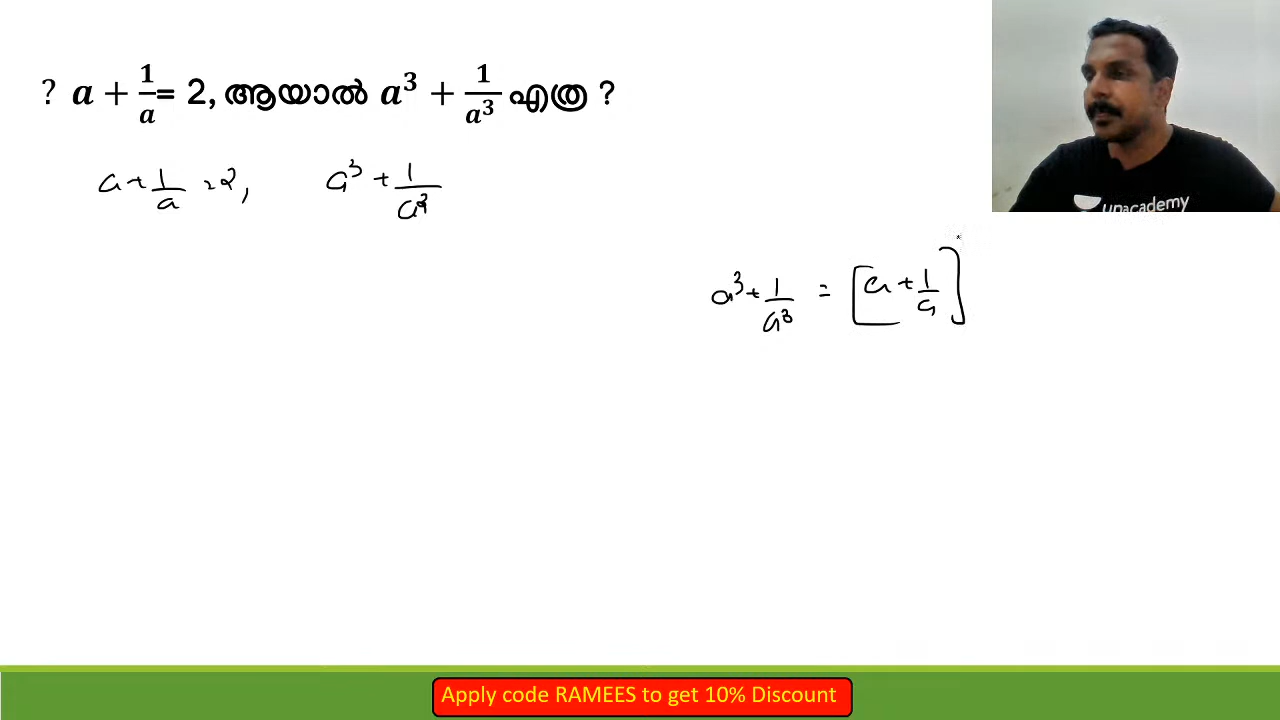 ? a + 1/a = 2, ആയാൽ a³ + 1/a³ എത്ര ?
a + 1/a = 2, a³ + 1/a³
unacademy
a³ + 1/a³ = [a + 1/a]
Apply code RAMEES to get 10% Discount